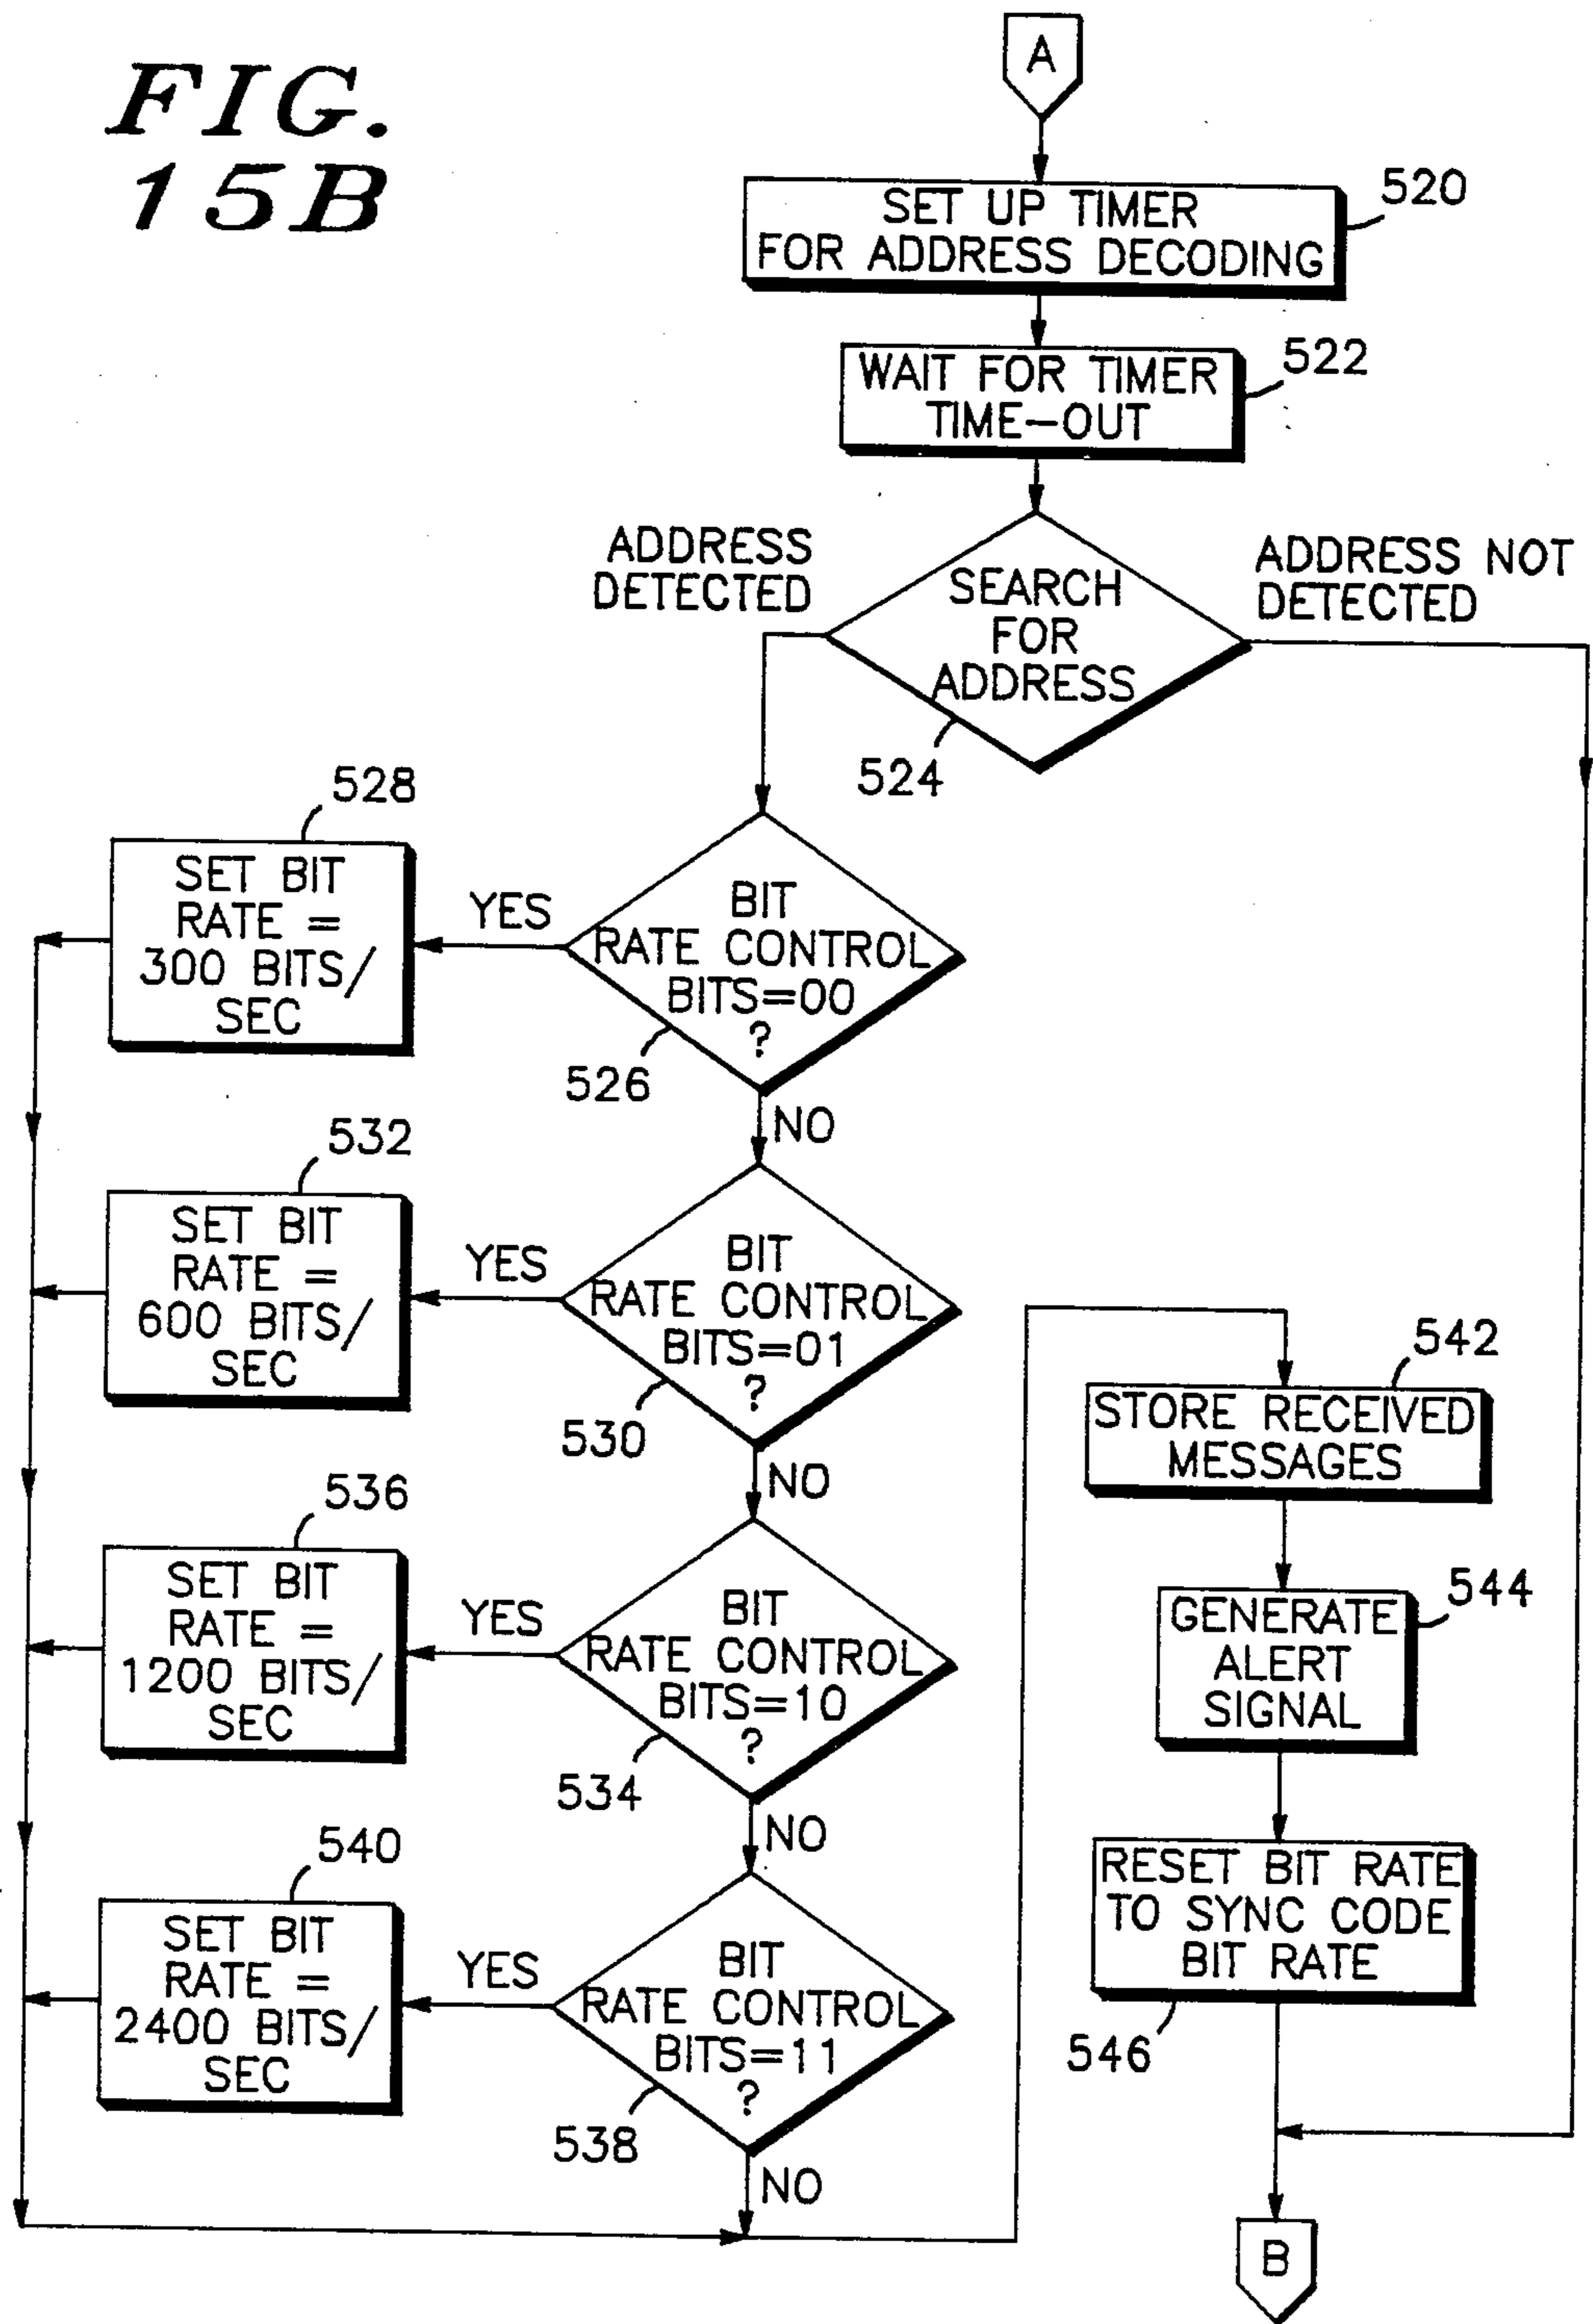 FIG.
15B
A
SET UP TIMER
FOR ADDRESS DECODING
520
WAIT FOR TIMER
TIME-OUT
522
ADDRESS
DETECTED
SEARCH
FOR
ADDRESS
524
ADDRESS NOT
DETECTED
528
SET BIT
RATE =
300 BITS/
SEC
YES
BIT
RATE CONTROL
BITS=00
?
526
NO
532
SET BIT
RATE =
600 BITS/
SEC
YES
BIT
RATE CONTROL
BITS=01
?
530
NO
536
SET BIT
RATE =
1200 BITS/
SEC
YES
BIT
RATE CONTROL
BITS=10
?
534
NO
540
SET BIT
RATE =
2400 BITS/
SEC
YES
BIT
RATE CONTROL
BITS=11
?
538
NO
542
STORE RECEIVED
MESSAGES
544
GENERATE
ALERT
SIGNAL
RESET BIT RATE
TO SYNC CODE
BIT RATE
546
B